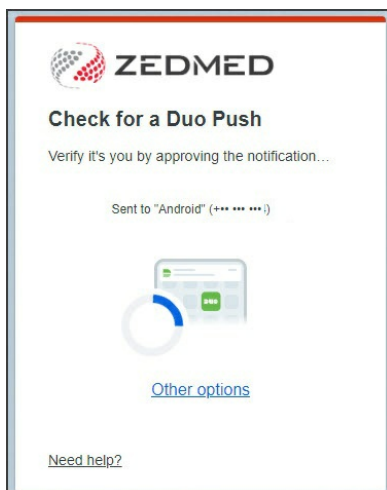 ZEDMED
Check for a Duo Push
Verify it's you by approving the notification...
Sent to "Android" (+•• ••• •••)
DUO
Other options
Need help?